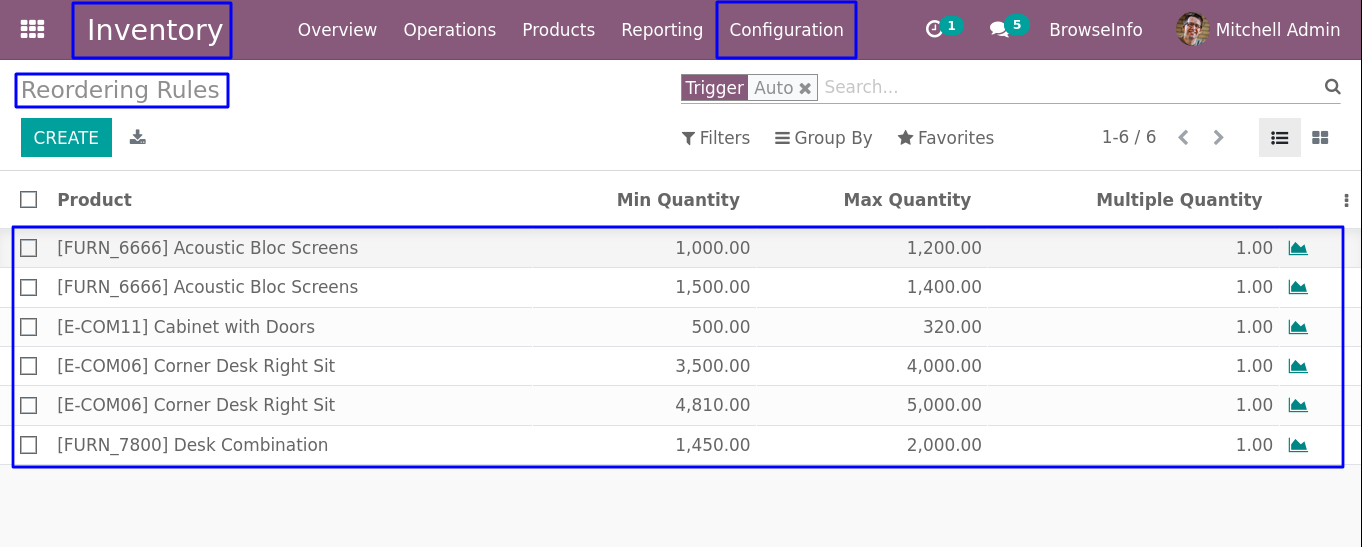 Inventory Overview Operations Products Reporting Configuration 1 5 BrowseInfo Mitchell Admin
Reordering Rules Trigger Auto Search...
CREATE Filters Group By Favorites 1-6 / 6
Product Min Quantity Max Quantity Multiple Quantity
[FURN_6666] Acoustic Bloc Screens 1,000.00 1,200.00 1.00
[FURN_6666] Acoustic Bloc Screens 1,500.00 1,400.00 1.00
[E-COM11] Cabinet with Doors 500.00 320.00 1.00
[E-COM06] Corner Desk Right Sit 3,500.00 4,000.00 1.00
[E-COM06] Corner Desk Right Sit 4,810.00 5,000.00 1.00
[FURN_7800] Desk Combination 1,450.00 2,000.00 1.00